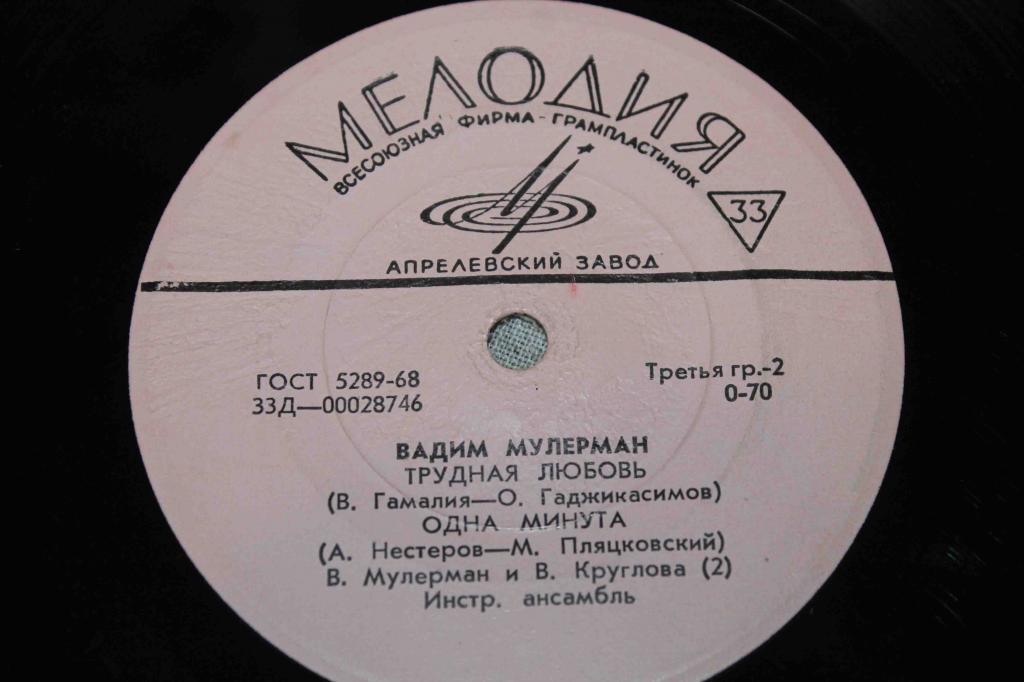 МЕЛОДИЯ
ВСЕСОЮЗНАЯ ФИРМА-ГРАМПЛАСТИНОК
33
АПРЕЛЕВСКИЙ ЗАВОД
ГОСТ 5289-68
33Д—00028746
Третья гр.-2
0-70
ВАДИМ МУЛЕРМАН
ТРУДНАЯ ЛЮБОВЬ
(В. Гамалия—О. Гаджикасимов)
ОДНА МИНУТА
(А. Нестеров—М. Пляцковский)
В. Мулерман и В. Круглова (2)
Инстр. ансамбль